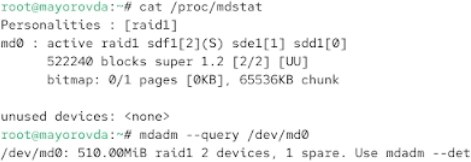 root@mayorovda:~# cat /proc/mdstat
Personalities : [raid1]
md0 : active raid1 sdf1[2](S) sde1[1] sdd1[0]
522240 blocks super 1.2 [2/2] [UU]
bitmap: 0/1 pages [0KB], 65536KB chunk
unused devices: <none>
root@mayorovda:~# mdadm --query /dev/md0
/dev/md0: 510.00MiB raid1 2 devices, 1 spare. Use mdadm --det